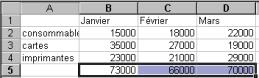 A B C D
1 Janvier Février Mars
2 consommable 15000 18000 22000
3 cartes 35000 27000 19000
4 imprimantes 23000 21000 29000
5 73000 66000 70000